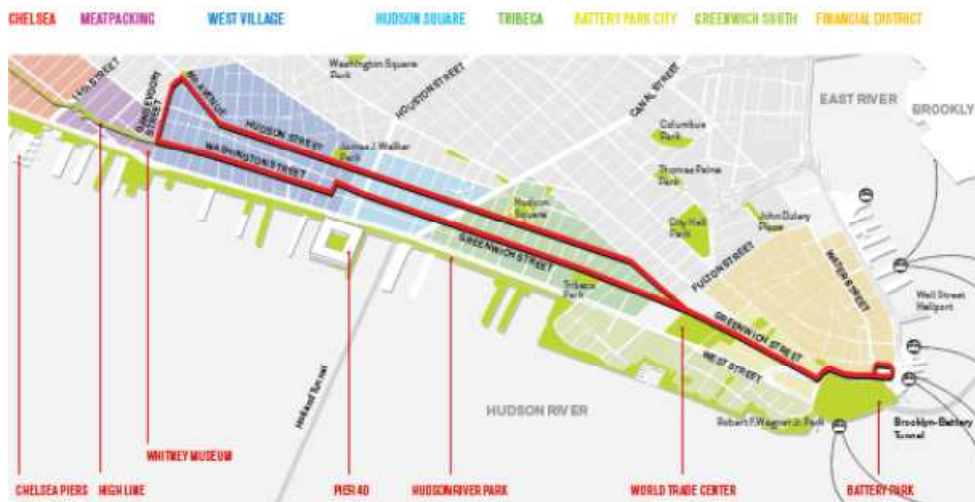 CHELSEA
MEATPACKING
WEST VILLAGE
HUDSON SQUARE
TRIBECA
BATTERY PARK CITY
GREENWICH SOUTH
FINANCIAL DISTRICT
14th STREET
GANSEVOORT
STREET
8th AVENUE
Washington Square
Park
HOUSTON STREET
CANAL STREET
EAST RIVER
BROOKLY
HUDSON STREET
James J. Walker
Park
WASHINGTON STREET
Columbus
Park
Thomas Paine
Park
Hudson
Square
City Hall
Park
John Delury
Plaza
GREENWICH STREET
Tribeca
Park
FULTON STREET
WATER STREET
Wall Street
Heliport
GREENWICH STREET
WEST STREET
Holland Tunnel
HUDSON RIVER
Robert F. Wagner Jr. Park
Brooklyn-Battery
Tunnel
WHITNEY MUSEUM
CHELSEA PIERS
HIGH LINE
PIER 40
HUDSON RIVER PARK
WORLD TRADE CENTER
BATTERY PARK